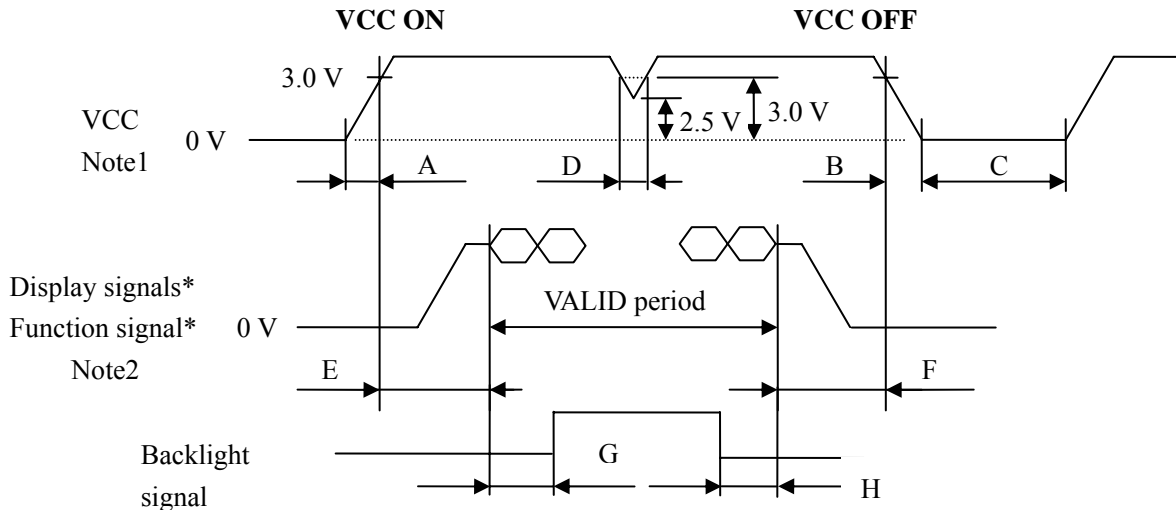 VCC ON
VCC OFF
3.0 V
VCC
0 V
Note1
2.5 V
3.0 V
A
D
B
C
Display signals*
Function signal*
0 V
Note2
VALID period
E
F
Backlight
signal
G
H